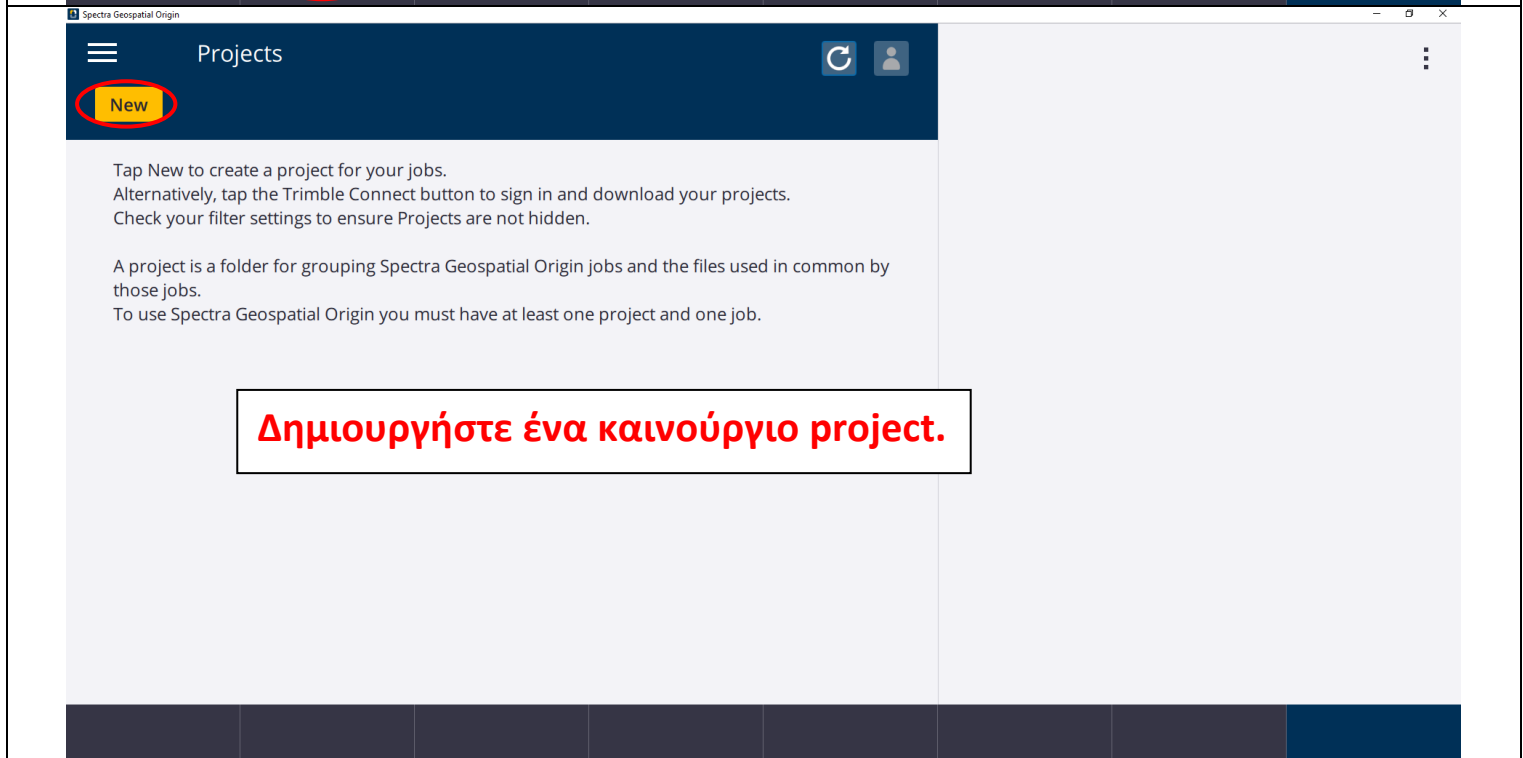 Spectra Geospatial Origin
Projects
New
Tap New to create a project for your jobs.
Alternatively, tap the Trimble Connect button to sign in and download your projects.
Check your filter settings to ensure Projects are not hidden.
A project is a folder for grouping Spectra Geospatial Origin jobs and the files used in common by
those jobs.
To use Spectra Geospatial Origin you must have at least one project and one job.
Δημιουργήστε ένα καινούργιο project.